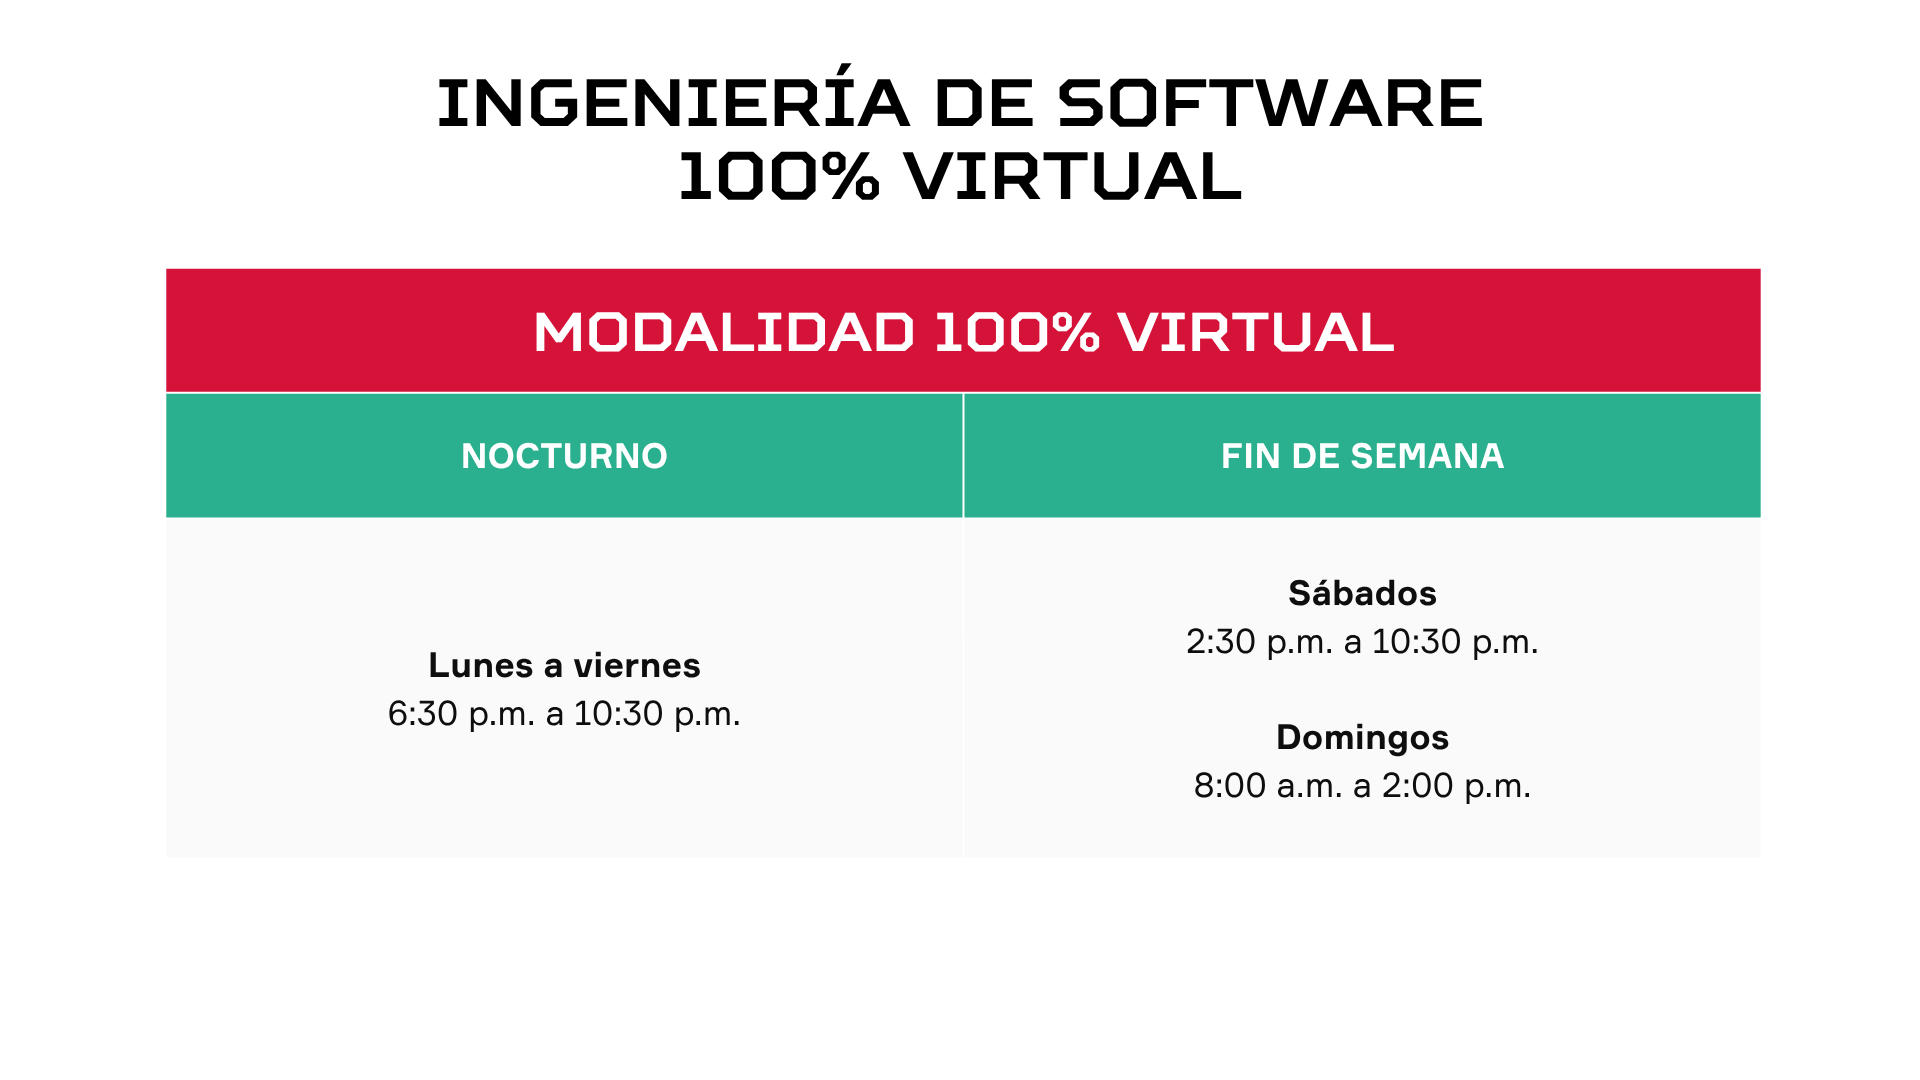 INGENIERÍA DE SOFTWARE
100% VIRTUAL
MODALIDAD 100% VIRTUAL
NOCTURNO
FIN DE SEMANA
Lunes a viernes
6:30 p.m. a 10:30 p.m.
Sábados
2:30 p.m. a 10:30 p.m.
Domingos
8:00 a.m. a 2:00 p.m.